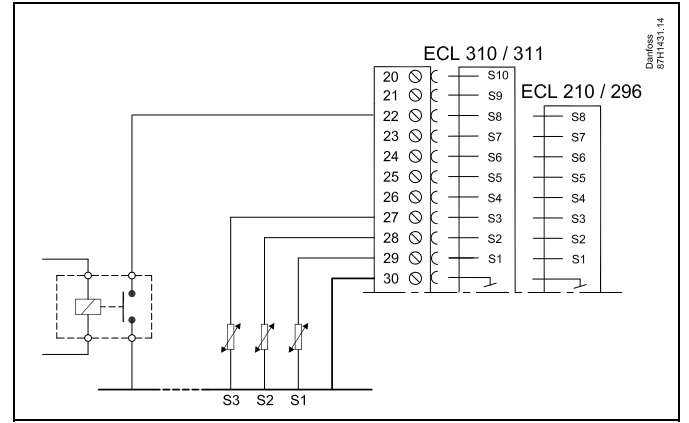 Danfoss
87H1431.14
ECL 310 / 311
ECL 210 / 296
20 S10
21 S9
22 S8 S8
23 S7 S7
24 S6 S6
25 S5 S5
26 S4 S4
27 S3 S3
28 S2 S2
29 S1 S1
30
S3 S2 S1